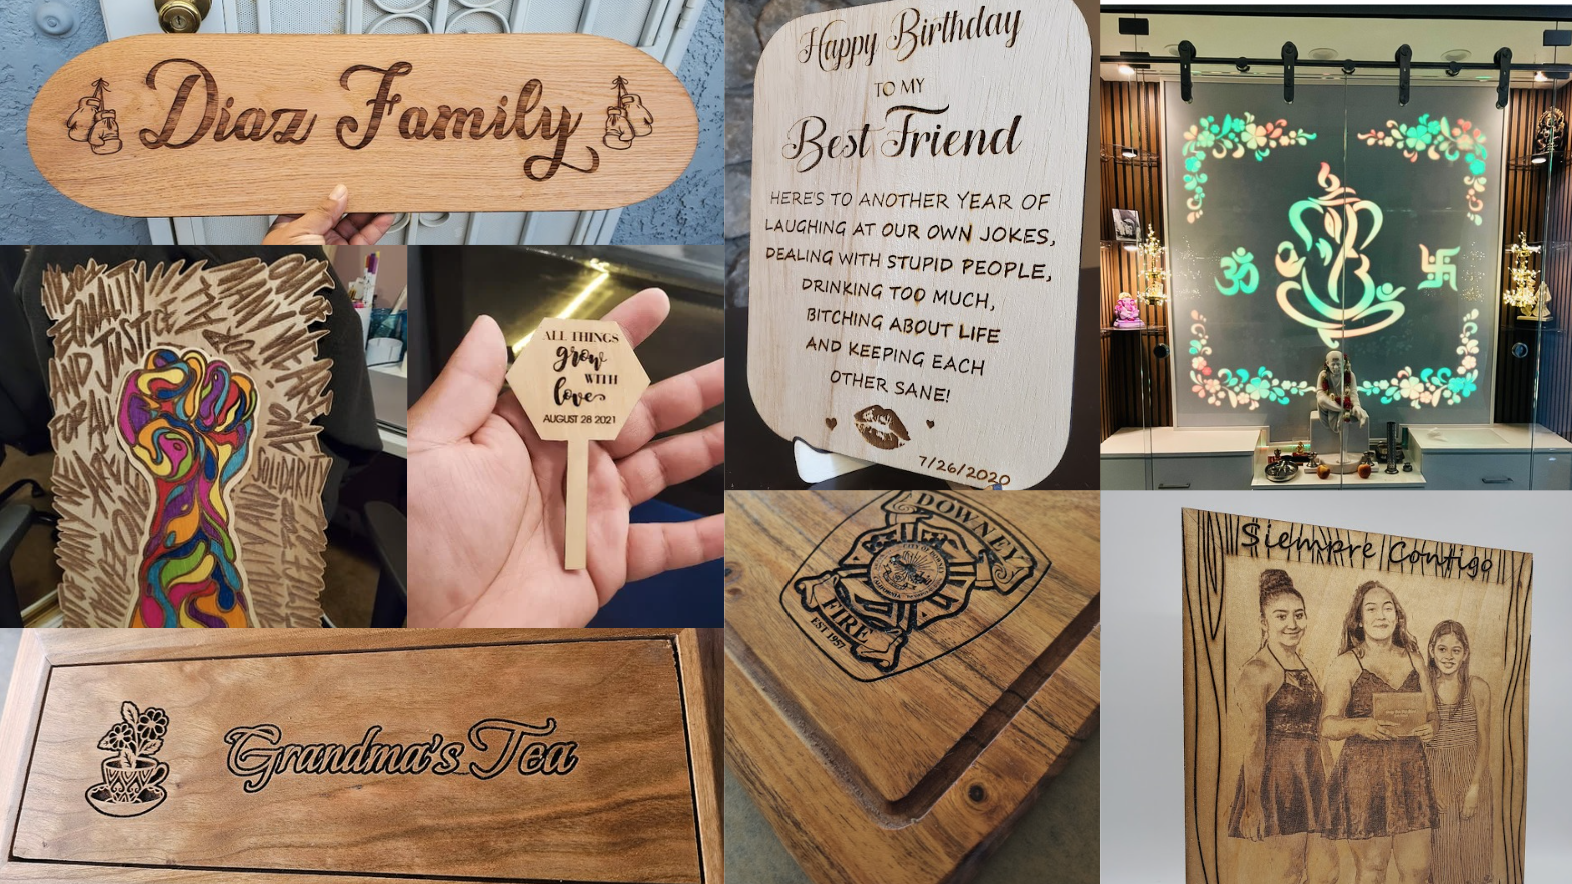 Diaz Family
Happy Birthday
TO MY
Best Friend
HERE'S TO ANOTHER YEAR OF
LAUGHING AT OUR OWN JOKES,
DEALING WITH STUPID PEOPLE,
DRINKING TOO MUCH,
BITCHING ABOUT LIFE
AND KEEPING EACH
OTHER SANE!
7/26/2020
ॐ
EQUALITY
AND JUSTICE
FOR ALL
SOLIDARITY
ALL THINGS
grow
WITH
love
AUGUST 28 2021
DOWNEY
FIRE
EST 1957
Siempre Contigo
Grandma's Tea